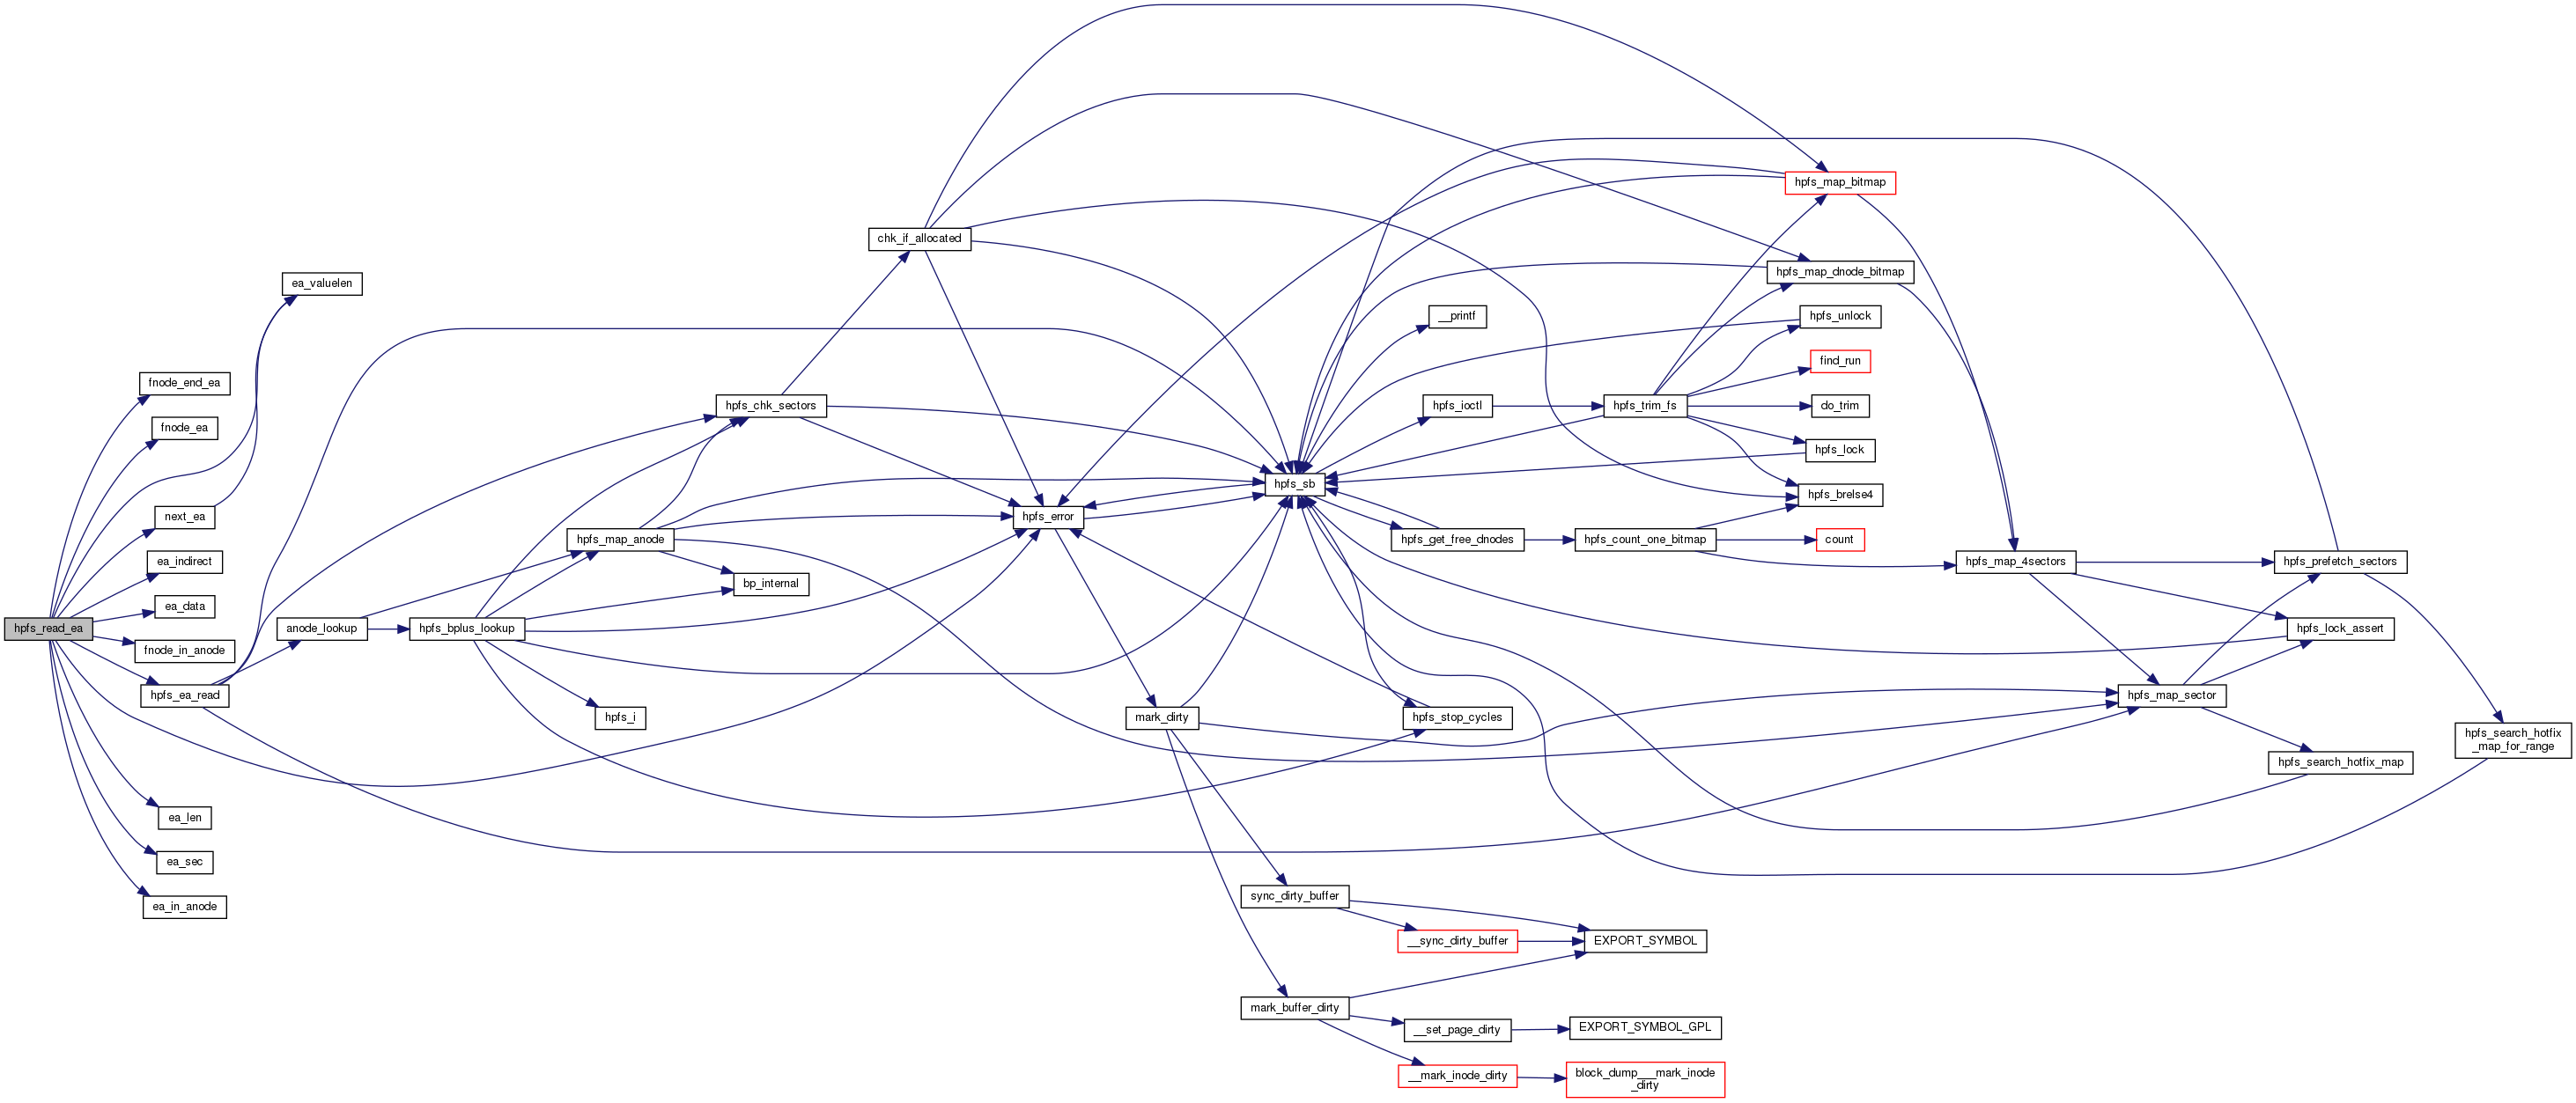 hpfs_read_ea
fnode_end_ea
fnode_ea
next_ea
ea_indirect
ea_data
fnode_in_anode
hpfs_ea_read
ea_len
ea_sec
ea_in_anode
ea_valuelen
anode_lookup
hpfs_bplus_lookup
hpfs_map_anode
hpfs_i
hpfs_chk_sectors
bp_internal
chk_if_allocated
hpfs_error
mark_dirty
hpfs_sb
sync_dirty_buffer
mark_buffer_dirty
__printf
hpfs_ioctl
hpfs_get_free_dnodes
hpfs_stop_cycles
__sync_dirty_buffer
__set_page_dirty
__mark_inode_dirty
hpfs_trim_fs
hpfs_count_one_bitmap
EXPORT_SYMBOL
EXPORT_SYMBOL_GPL
block_dump___mark_inode
_dirty
hpfs_map_bitmap
hpfs_map_dnode_bitmap
hpfs_unlock
find_run
do_trim
hpfs_lock
hpfs_brelse4
count
hpfs_map_4sectors
hpfs_map_sector
hpfs_prefetch_sectors
hpfs_lock_assert
hpfs_search_hotfix_map
hpfs_search_hotfix
_map_for_range